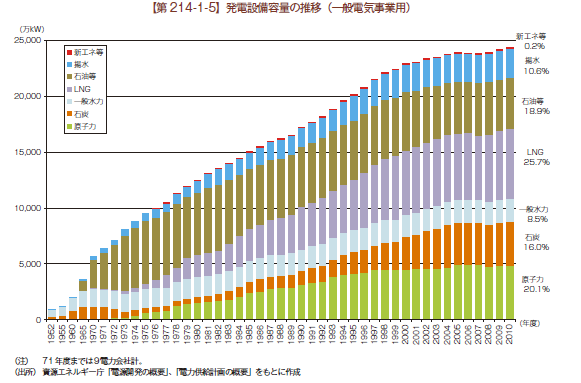 【第 214-1-5】発電設備容量の推移（一般電気事業用）
(万kW)
25,000
20,000
15,000
10,000
5,000
0
新エネ等
揚水
石油等
LNG
一般水力
石炭
原子力
新エネ等
0.2%
揚水
10.6%
石油等
18.9%
LNG
25.7%
一般水力
8.5%
石炭
16.0%
原子力
20.1%
1952 1955 1960 1965 1970 1971 1972 1973 1974 1975 1976 1977 1978 1979 1980 1981 1982 1983 1984 1985 1986 1987 1988 1989 1990 1991 1992 1993 1994 1995 1996 1997 1998 1999 2000 2001 2002 2003 2004 2005 2006 2007 2008 2009 2010 (年度)
(注)　71年度までは9電力会社計。
(出所) 資源エネルギー庁「電源開発の概要」、「電力供給計画の概要」をもとに作成